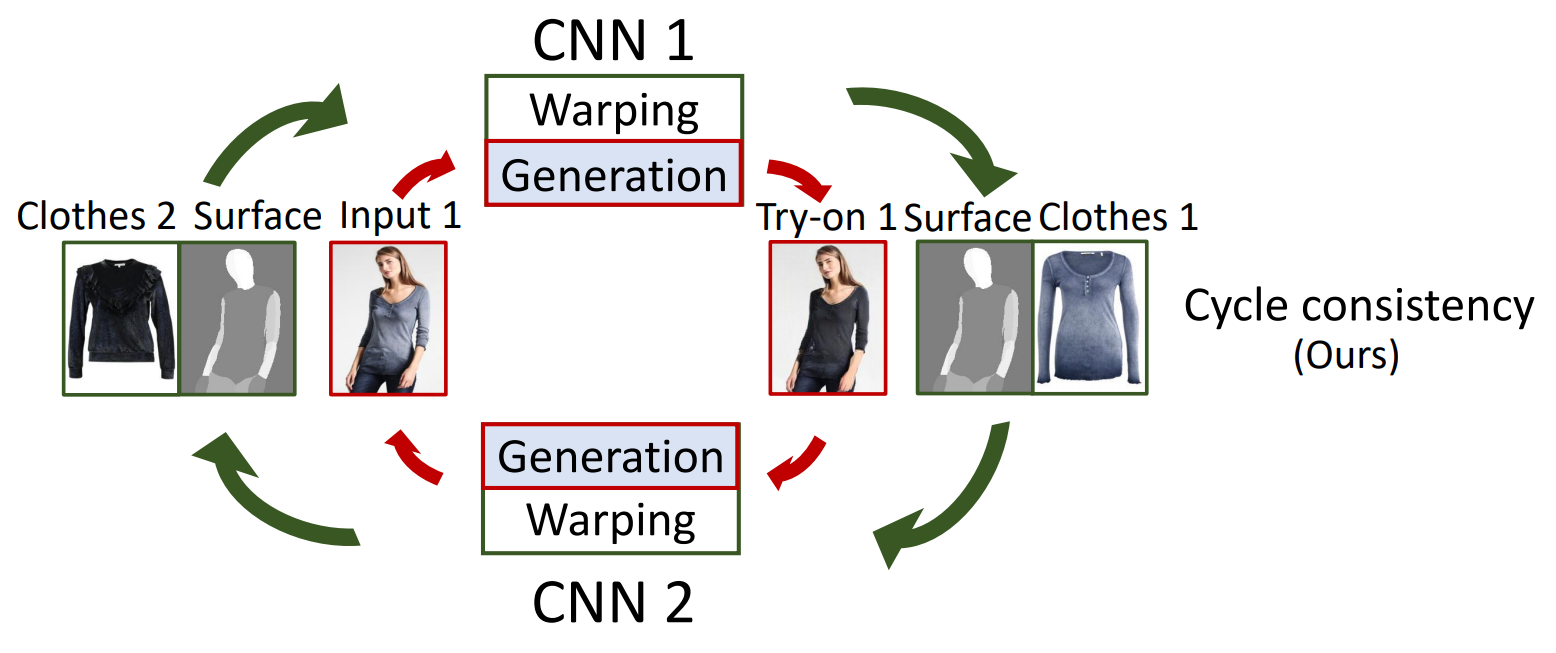 CNN 1
Warping
Generation
Clothes 2 Surface Input 1
Try-on 1 Surface Clothes 1
Cycle consistency
(Ours)
Generation
Warping
CNN 2